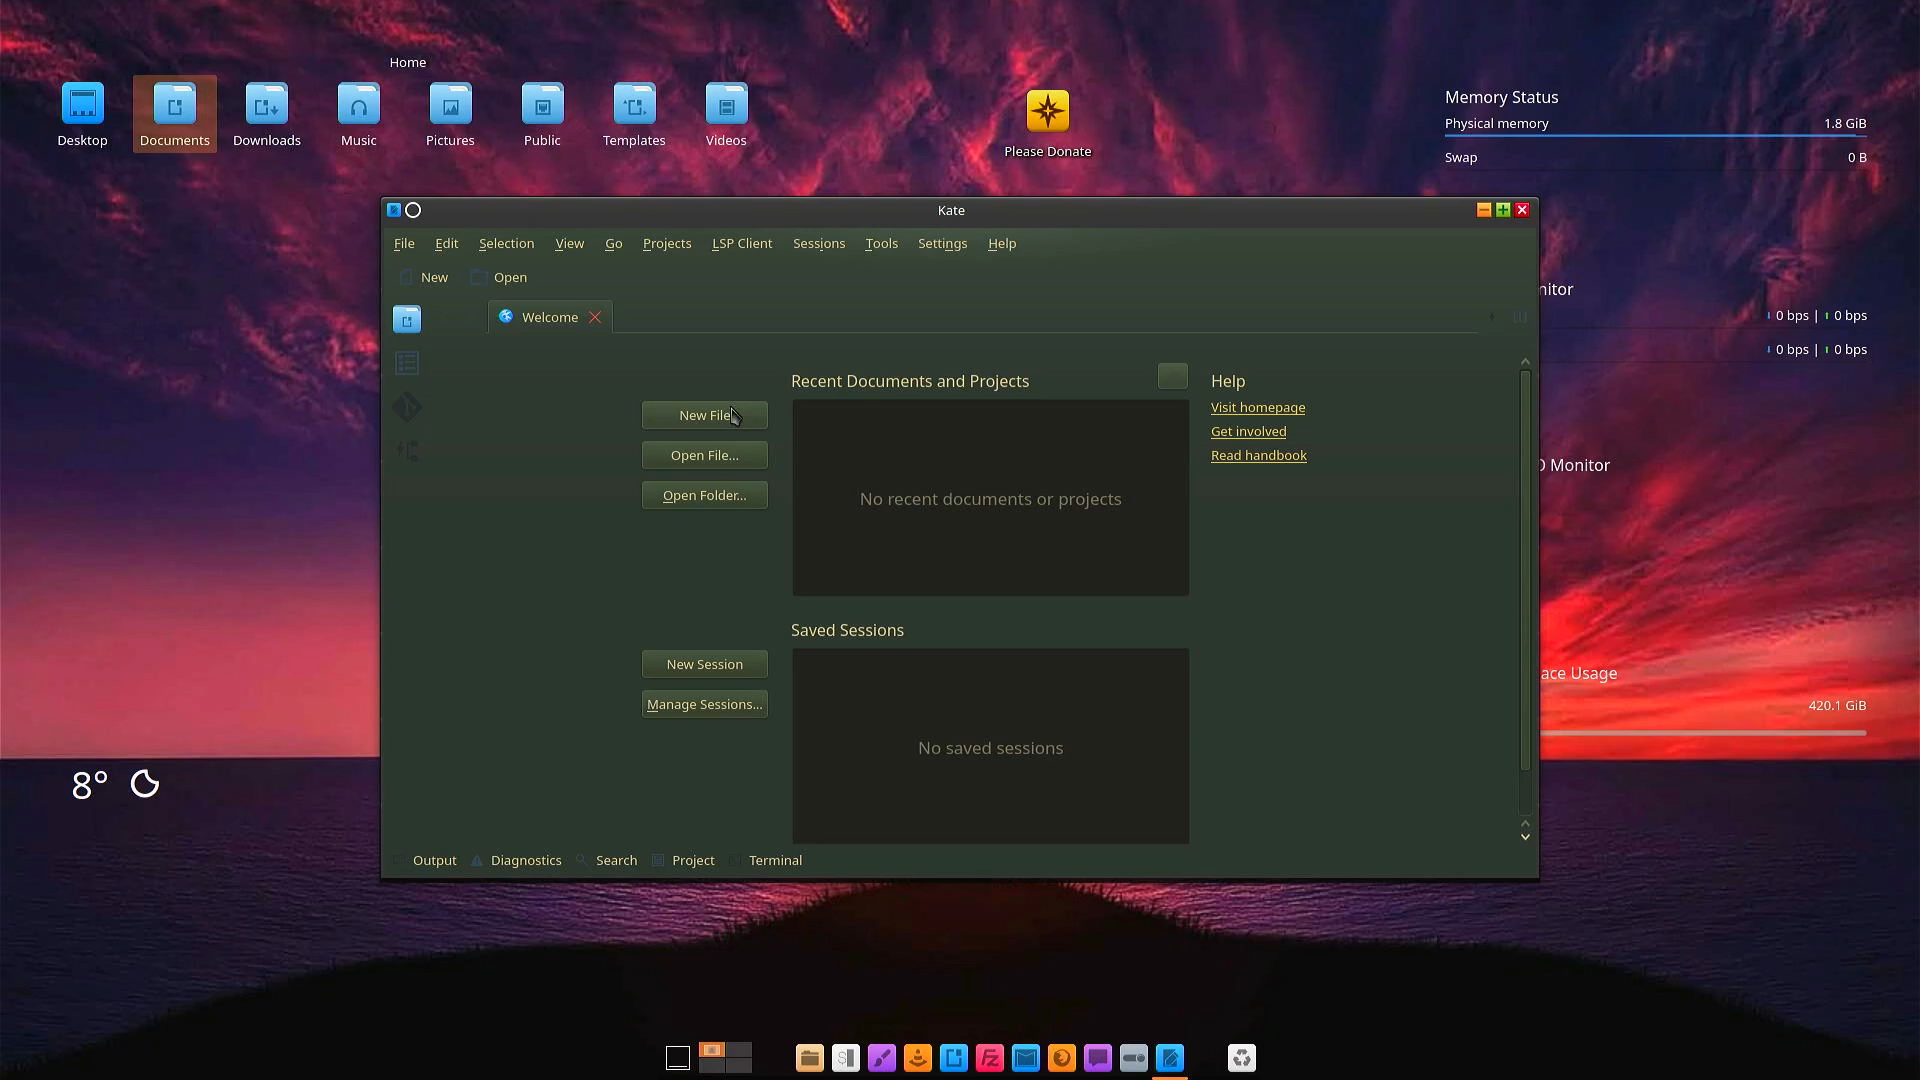 Home
Desktop
Documents
Downloads
Music
Pictures
Public
Templates
Videos
Please Donate
Memory Status
Physical memory 1.8 GiB
Swap 0 B
Kate
File Edit Selection View Go Projects LSP Client Sessions Tools Settings Help
New Open
Welcome
nitor
0 bps | 0 bps
0 bps | 0 bps
Recent Documents and Projects
Help
New File
Visit homepage
Get involved
Open File...
Read handbook
O Monitor
Open Folder...
No recent documents or projects
Saved Sessions
New Session
ace Usage
Manage Sessions...
420.1 GiB
No saved sessions
8°
Output Diagnostics Search Project Terminal